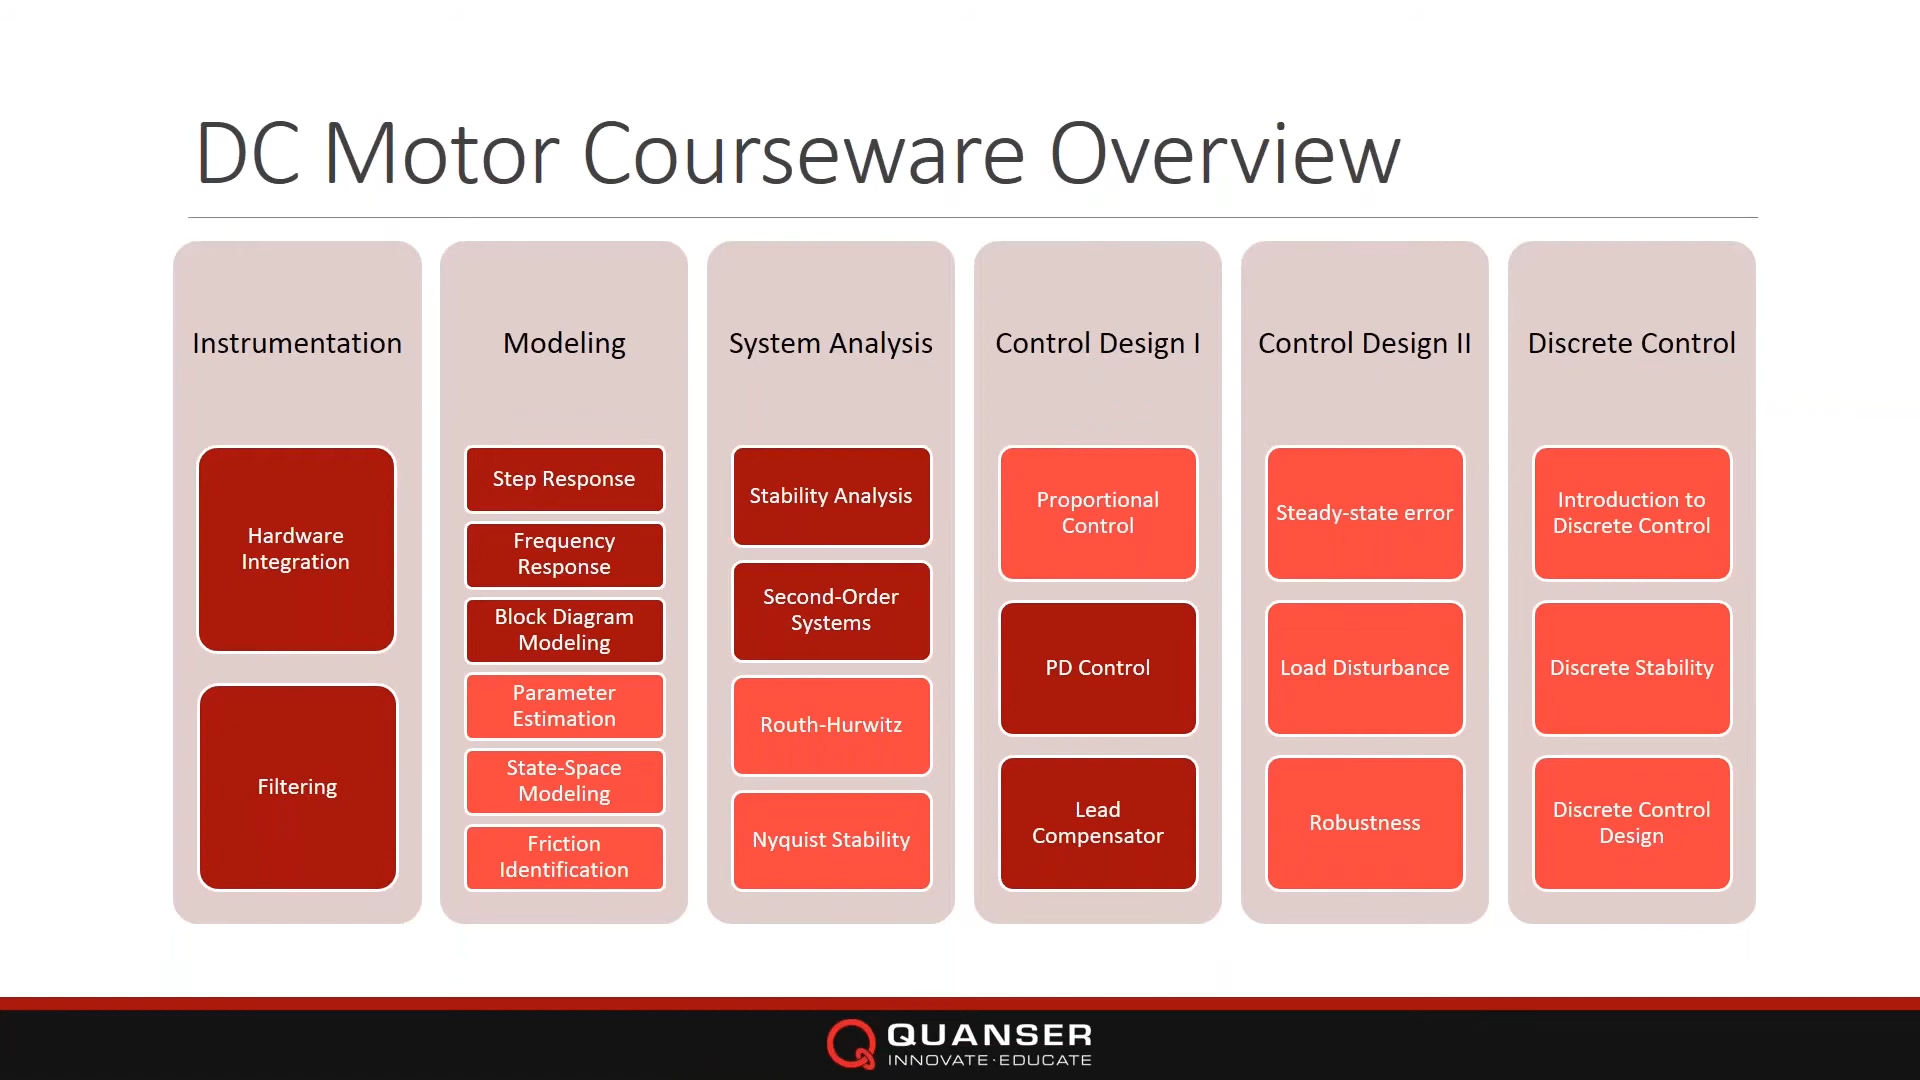 DC Motor Courseware Overview
Instrumentation
Hardware
Integration
Filtering
Modeling
Step Response
Frequency
Response
Block Diagram
Modeling
Parameter
Estimation
State-Space
Modeling
Friction
Identification
System Analysis
Stability Analysis
Second-Order
Systems
Routh-Hurwitz
Nyquist Stability
Control Design I
Proportional
Control
PD Control
Lead
Compensator
Control Design II
Steady-state error
Load Disturbance
Robustness
Discrete Control
Introduction to
Discrete Control
Discrete Stability
Discrete Control
Design
QUANSER
INNOVATE·EDUCATE